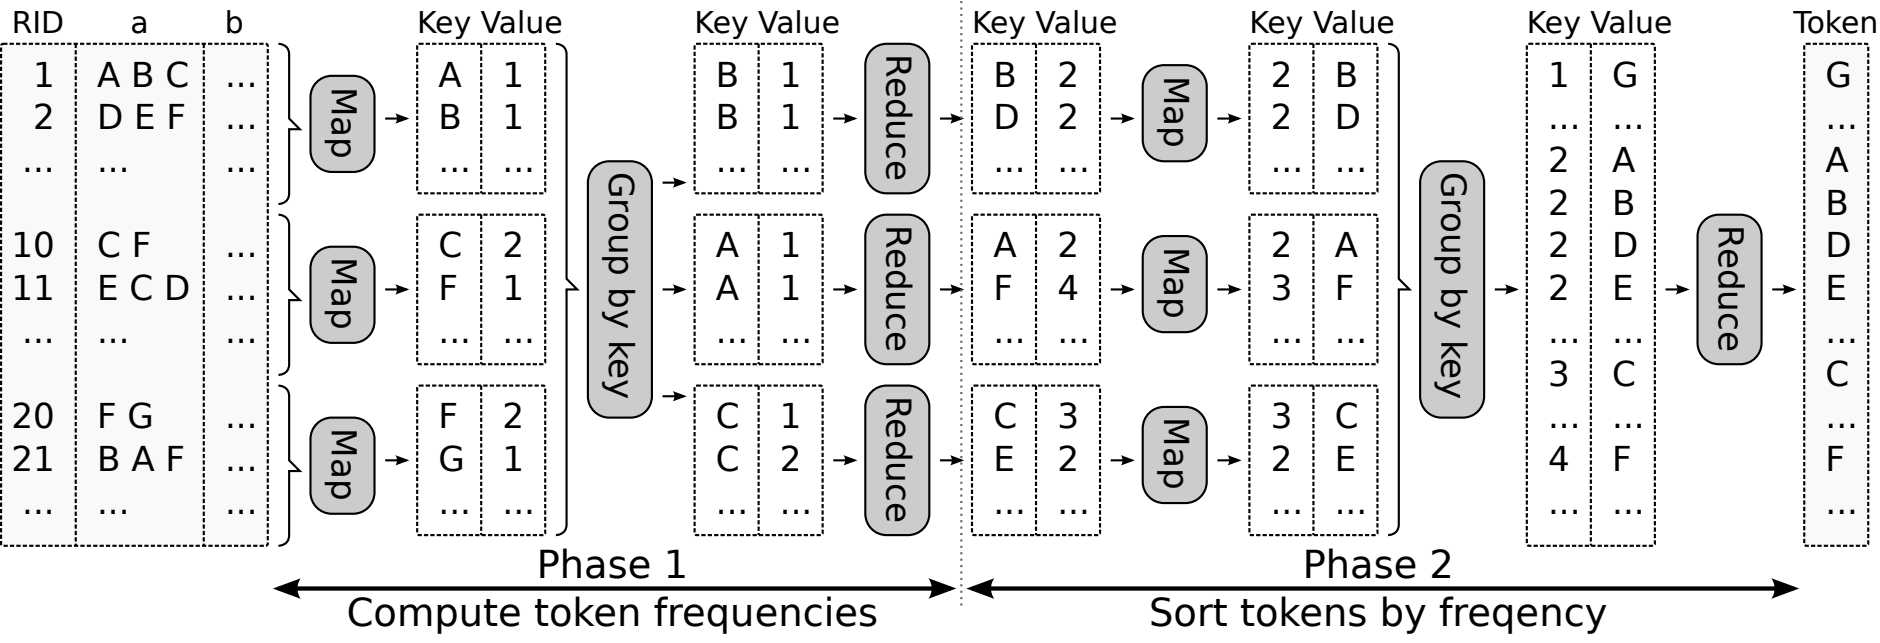 RID a b Key Value Key Value Key Value Key Value Key Value Token
1 A B C ... A 1 B 1 B 2 2 B 1 G G
2 D E F ... B 1 B 1 D 2 2 D ... ... ...
... ... ... ... ... ... ... ... ... ... ... 2 A A
Map Reduce Map
2 B B
10 C F ... C 2 A 1 A 2 2 A 2 D D
11 E C D ... F 1 A 1 F 4 3 F 2 E E
... ... ... ... ... ... ... ... ... ... ... ... ... ...
Map Group by key Reduce Map Group by key Reduce
3 C C
20 F G ... F 2 C 1 C 3 3 C ... ... ...
21 B A F ... G 1 C 2 E 2 2 E 4 F F
... ... ... ... ... ... ... ... ... ... ... ... ... ...
Map Reduce Map
Phase 1 Phase 2
Compute token frequencies Sort tokens by freqency